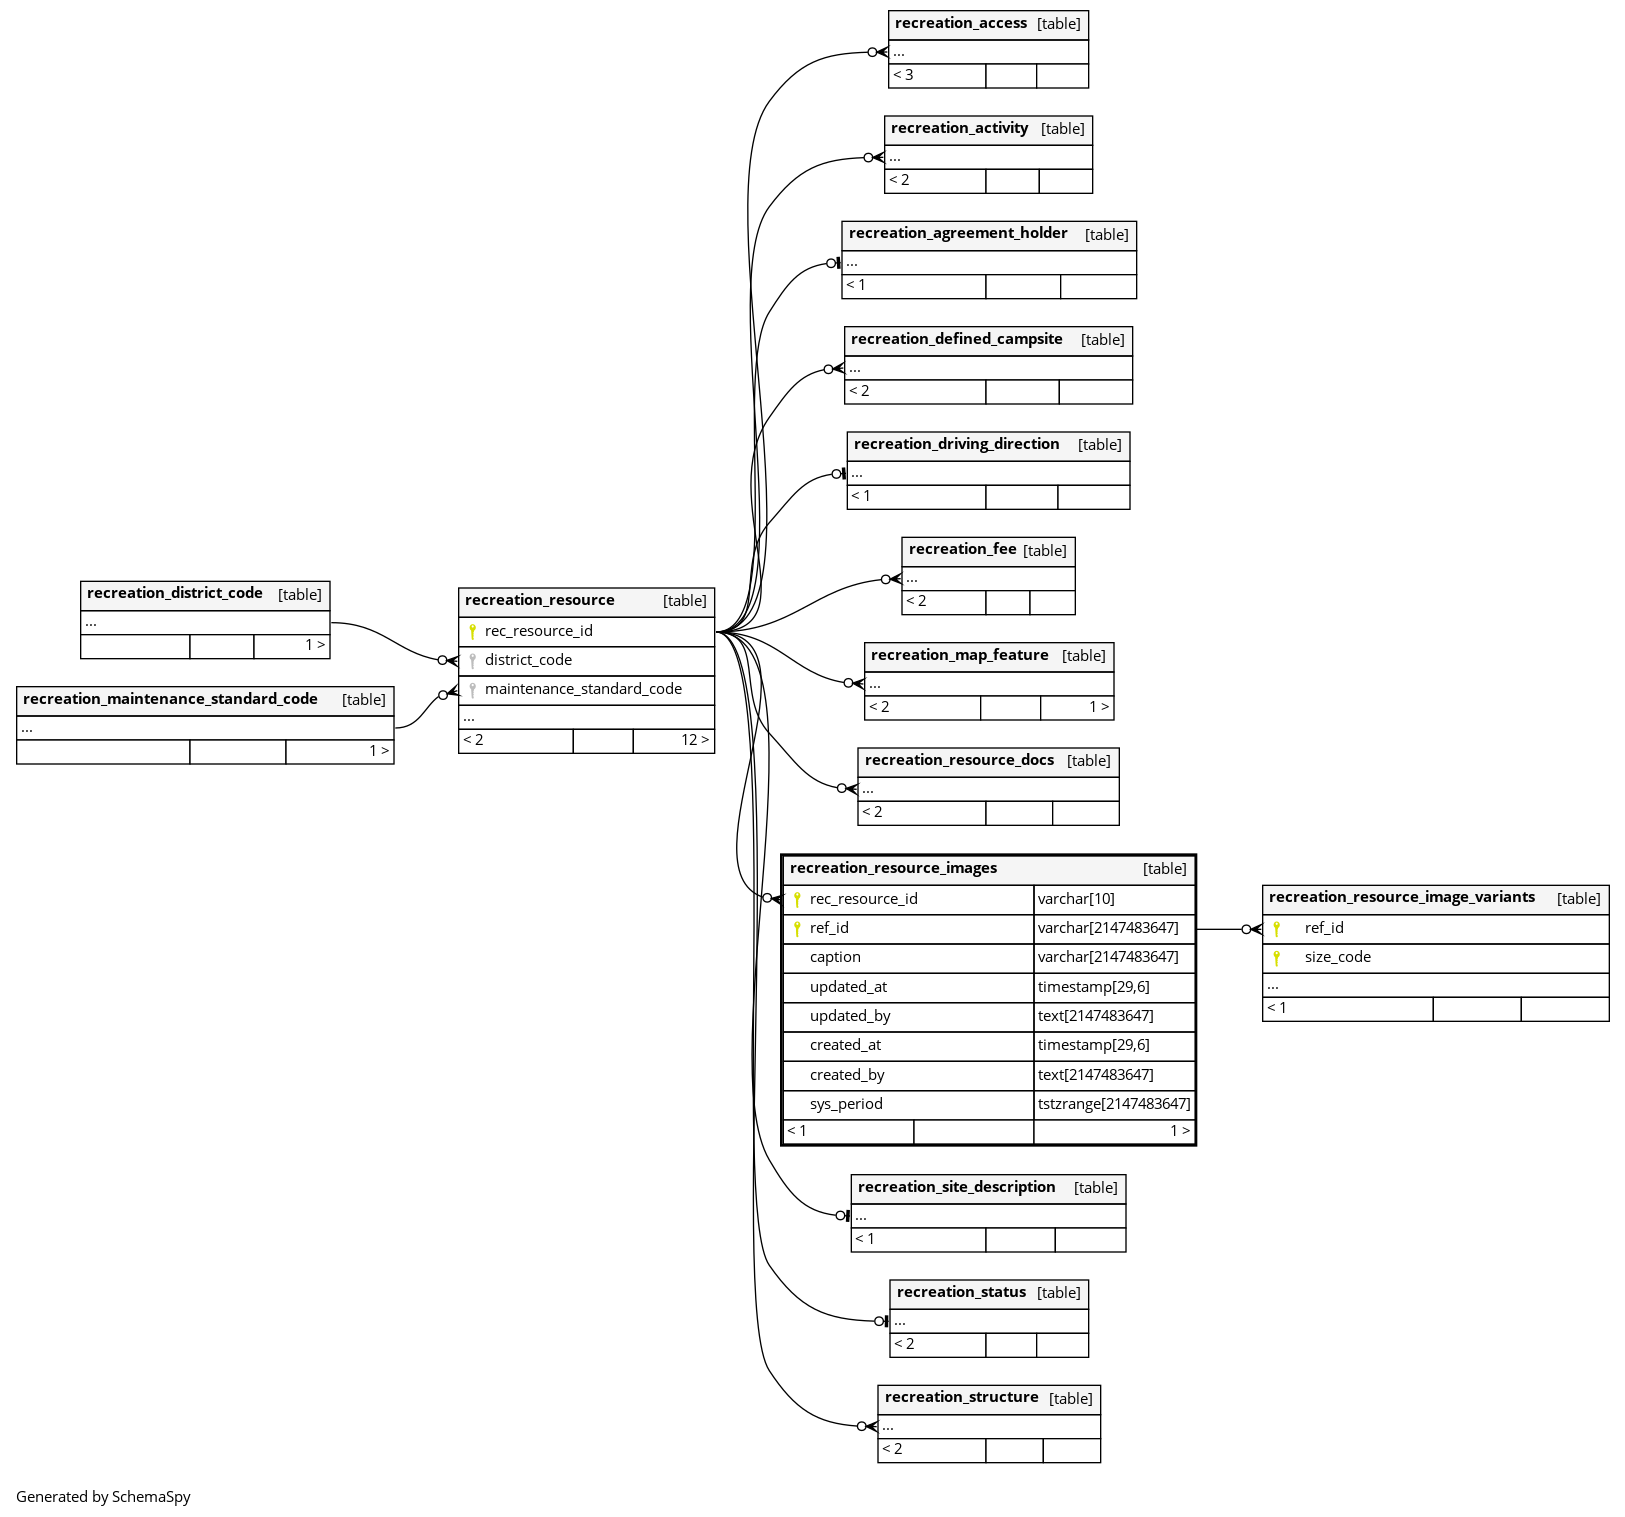 recreation_access [table]
...
< 3
recreation_activity [table]
...
< 2
recreation_agreement_holder [table]
...
< 1
recreation_defined_campsite [table]
...
< 2
recreation_driving_direction [table]
...
< 1
recreation_fee [table]
...
< 2
recreation_district_code [table]
...
1 >
recreation_maintenance_standard_code [table]
...
1 >
recreation_resource [table]
rec_resource_id
district_code
maintenance_standard_code
...
< 2 12 >
recreation_map_feature [table]
...
< 2 1 >
recreation_resource_docs [table]
...
< 2
recreation_resource_images [table]
rec_resource_id varchar[10]
ref_id varchar[2147483647]
caption varchar[2147483647]
updated_at timestamp[29,6]
updated_by text[2147483647]
created_at timestamp[29,6]
created_by text[2147483647]
sys_period tstzrange[2147483647]
< 1 1 >
recreation_resource_image_variants [table]
ref_id
size_code
...
< 1
recreation_site_description [table]
...
< 1
recreation_status [table]
...
< 2
recreation_structure [table]
...
< 2
Generated by SchemaSpy